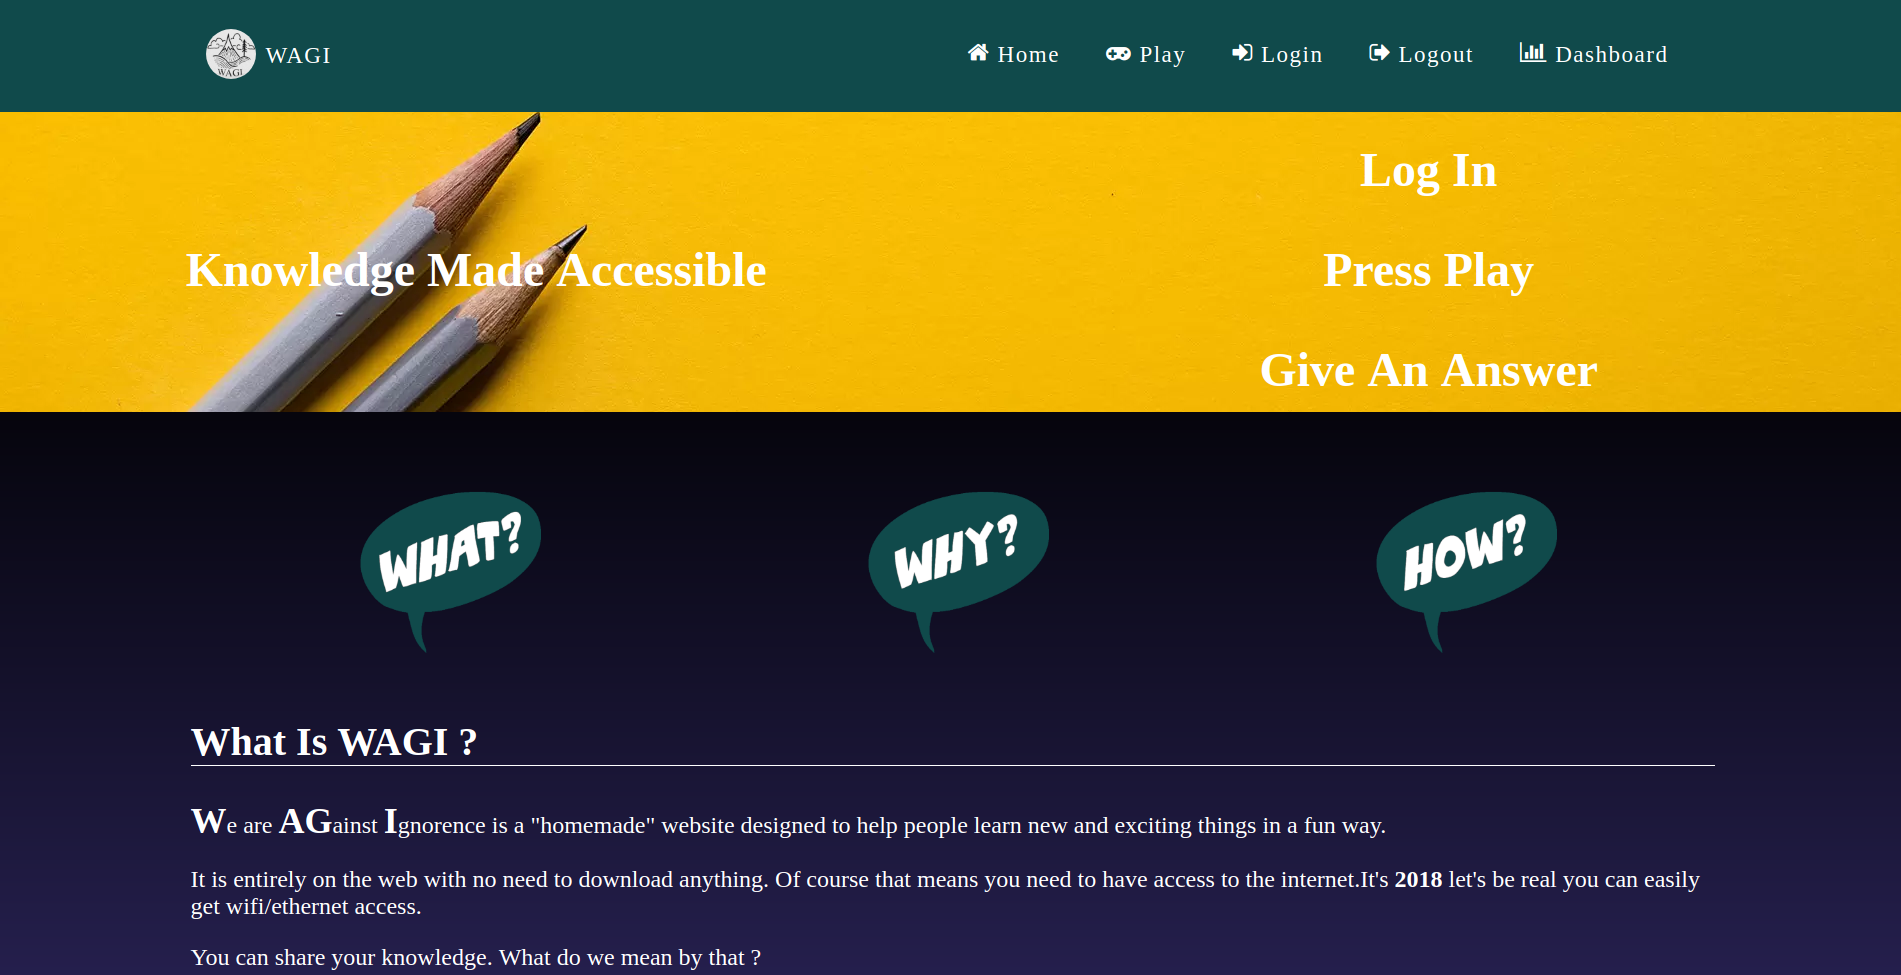 WAGI
WAGI
Home
Play
Login
Logout
Dashboard
Log In
Knowledge Made Accessible
Press Play
Give An Answer
WHAT?
WHY?
HOW?
What Is WAGI ?
We are AGainst Ignorence is a "homemade" website designed to help people learn new and exciting things in a fun way.
It is entirely on the web with no need to download anything. Of course that means you need to have access to the internet.It's 2018 let's be real you can easily
get wifi/ethernet access.
You can share your knowledge. What do we mean by that ?